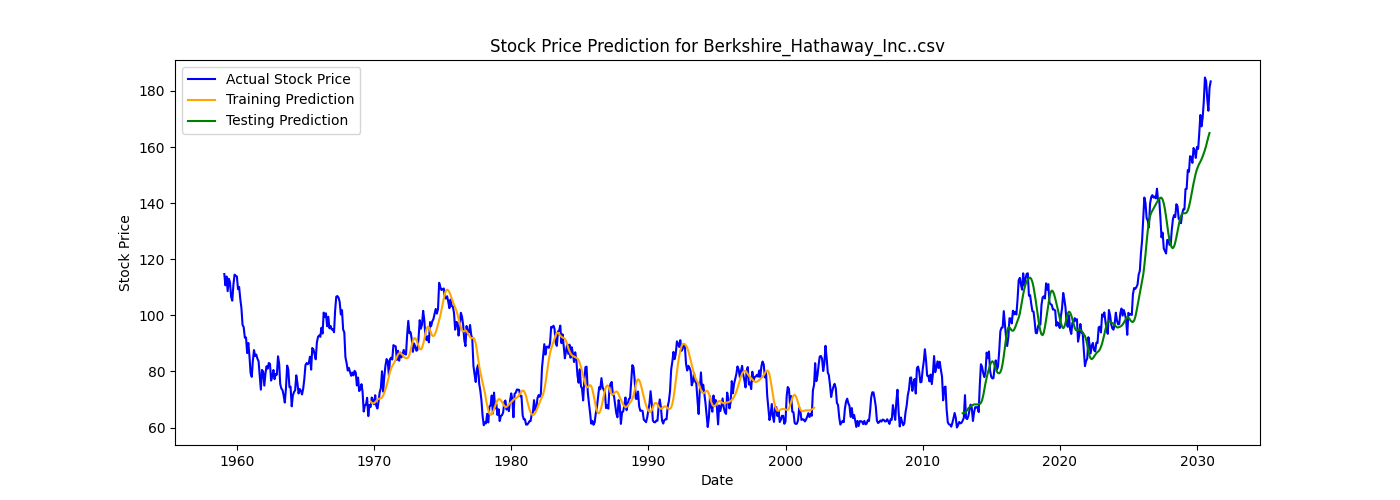 Stock Price Prediction for Berkshire_Hathaway_Inc..csv
Actual Stock Price
Training Prediction
Testing Prediction
Stock Price
180
160
140
120
100
80
60
1960 1970 1980 1990 2000 2010 2020 2030
Date